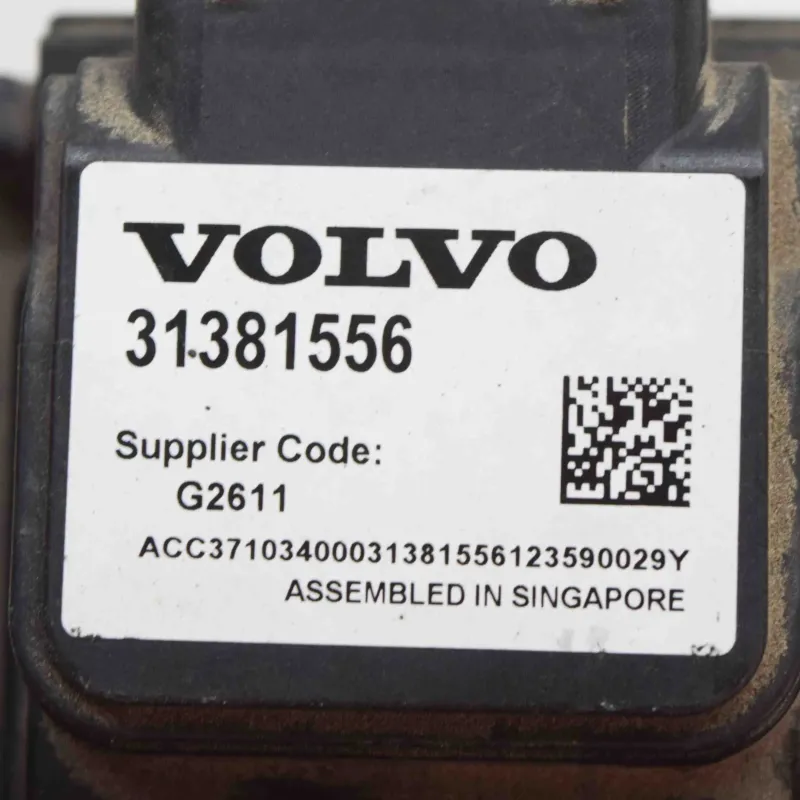 VOLVO
31381556
Supplier Code:
G2611
ACC37103400031381556123590029Y
ASSEMBLED IN SINGAPORE